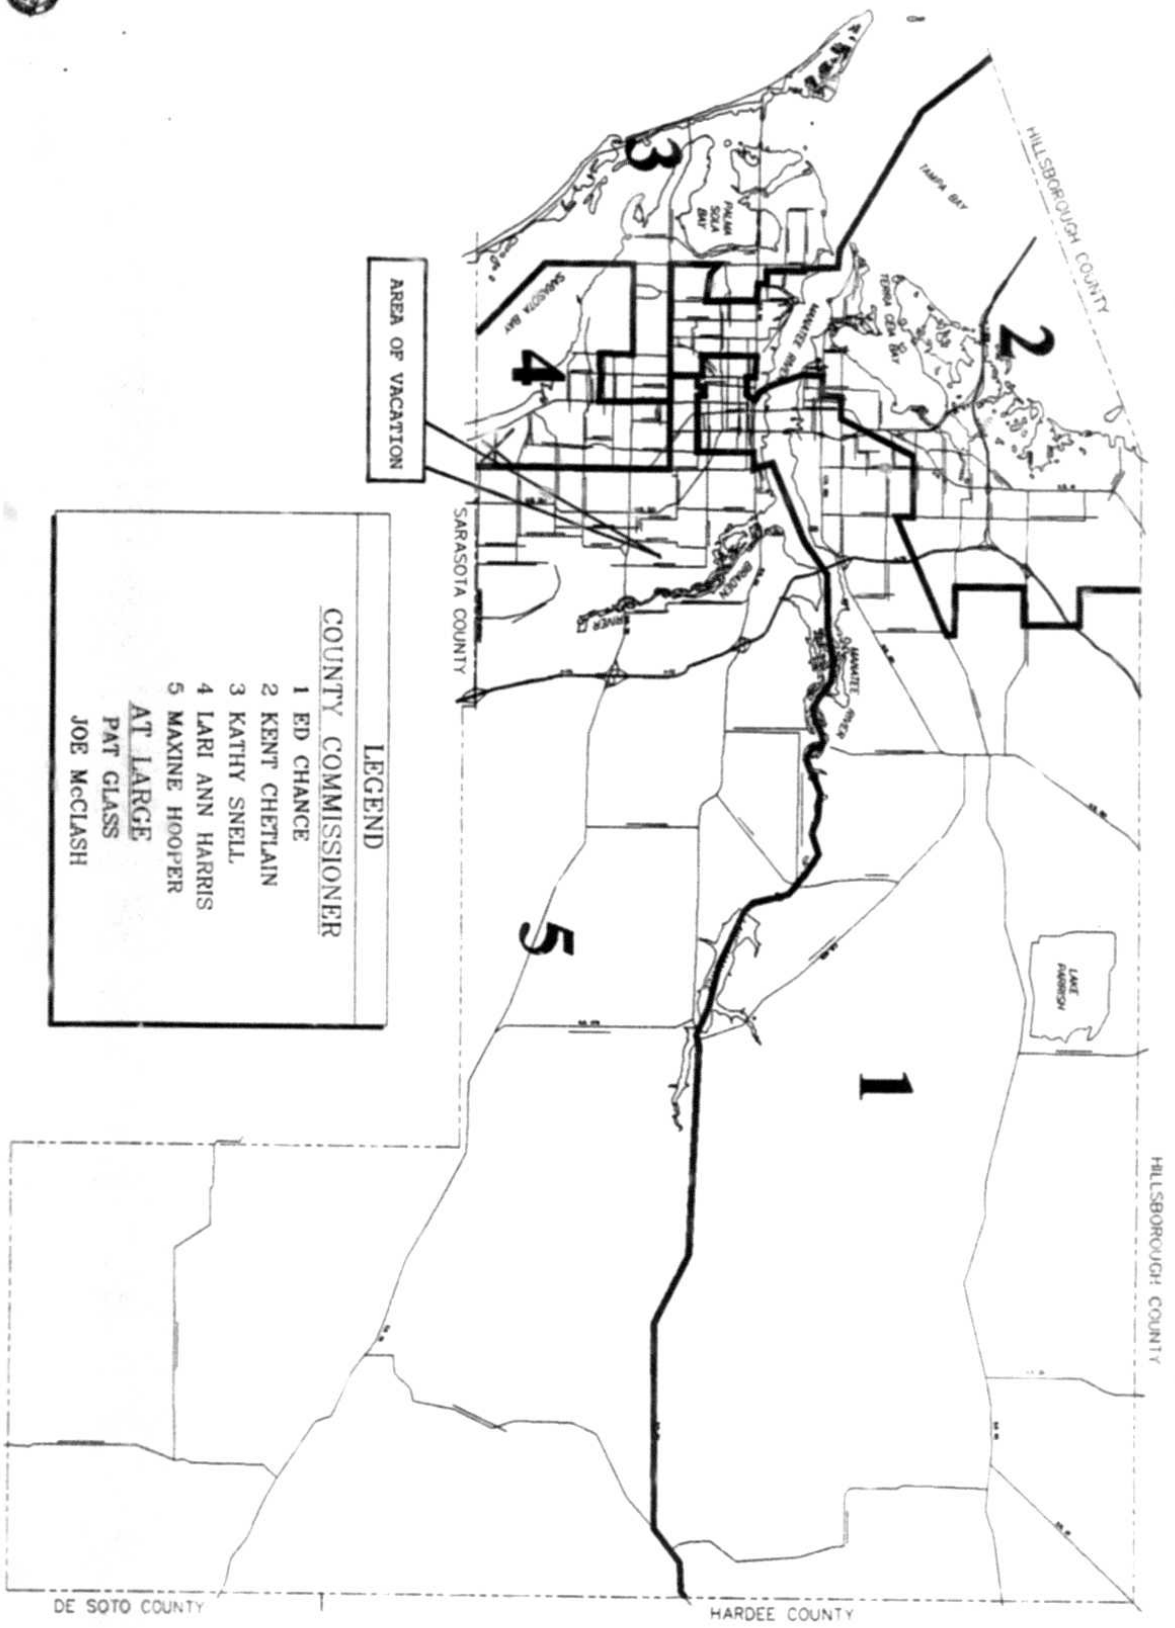 HILLSBOROUGH COUNTY
TAMPA BAY
2
TERRA CEIA BAY
3
PALMA
SOLA
BAY
MANATEE RIVER
SARASOTA BAY
4
AREA OF VACATION
SARASOTA COUNTY
BRADEN
RIVER
MANATEE
RIVER
LAKE
PARRISH
5
1
HILLSBOROUGH COUNTY
LEGEND
COUNTY COMMISSIONER
1 ED CHANCE
2 KENT CHETLAIN
3 KATHY SNELL
4 LARI ANN HARRIS
5 MAXINE HOOPER
AT LARGE
PAT GLASS
JOE McCLASH
DE SOTO COUNTY
HARDEE COUNTY